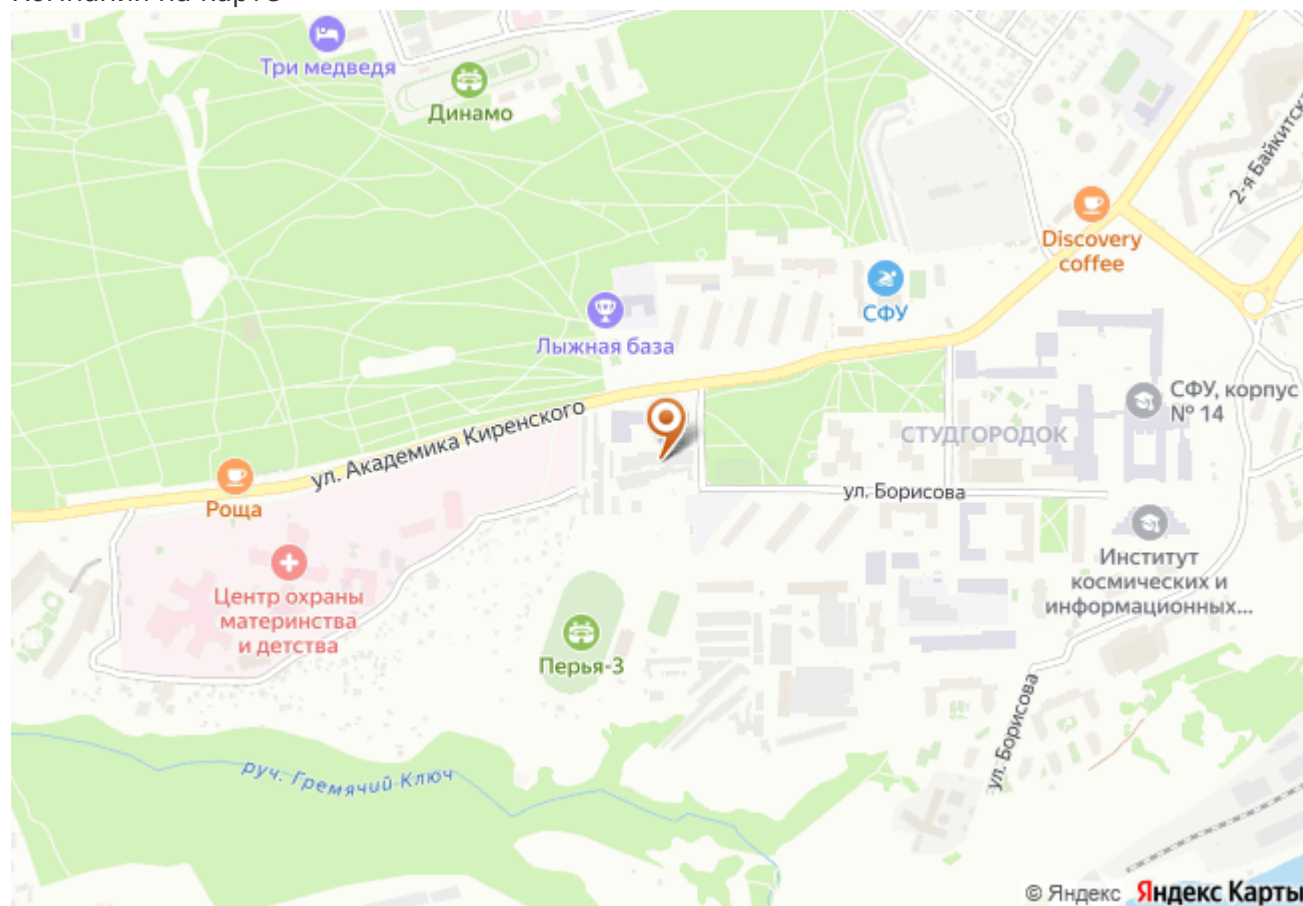 Три медведя
Динамо
2-я Байкитск
Discovery
coffee
СФУ
Лыжная база
СФУ, корпус
№ 14
СТУДГОРОДОК
ул. Академика Киренского
Роща
ул. Борисова
Институт
космических и
информационных...
Центр охраны
материнства
и детства
Перья-3
ул. Борисова
руч. Гремячий Ключ
© Яндекс Яндекс Карты